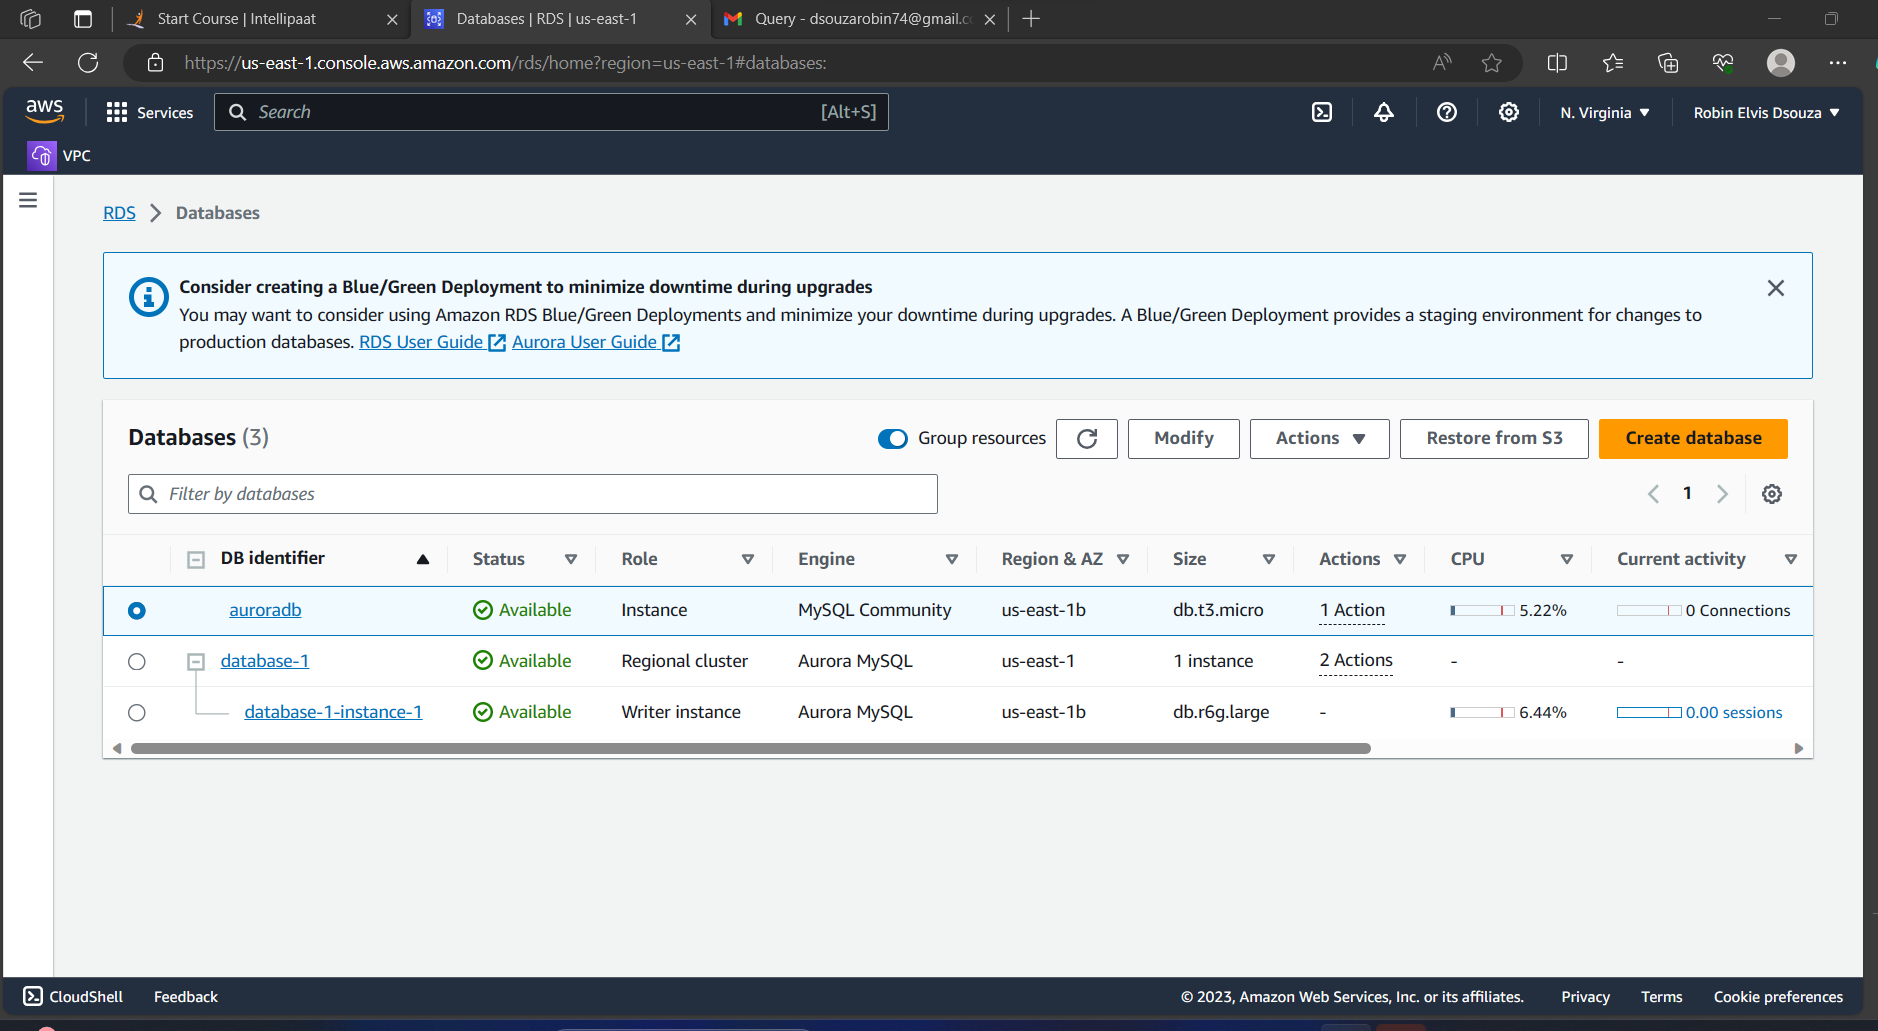 Start Course | Intellipaat
Databases | RDS | us-east-1
Query - dsouzarobin74@gmail.c
https://us-east-1.console.aws.amazon.com/rds/home?region=us-east-1#databases:
aws
Services
Search
[Alt+S]
N. Virginia
Robin Elvis Dsouza
VPC
RDS
Databases
Consider creating a Blue/Green Deployment to minimize downtime during upgrades
You may want to consider using Amazon RDS Blue/Green Deployments and minimize your downtime during upgrades. A Blue/Green Deployment provides a staging environment for changes to
production databases. RDS User Guide Aurora User Guide
Databases (3)
Group resources
Modify
Actions
Restore from S3
Create database
Filter by databases
1
DB identifier Status Role Engine Region & AZ Size Actions CPU Current activity
auroradb Available Instance MySQL Community us-east-1b db.t3.micro 1 Action 5.22% 0 Connections
database-1 Available Regional cluster Aurora MySQL us-east-1 1 instance 2 Actions - -
database-1-instance-1 Available Writer instance Aurora MySQL us-east-1b db.r6g.large - 6.44% 0.00 sessions
CloudShell Feedback © 2023, Amazon Web Services, Inc. or its affiliates. Privacy Terms Cookie preferences